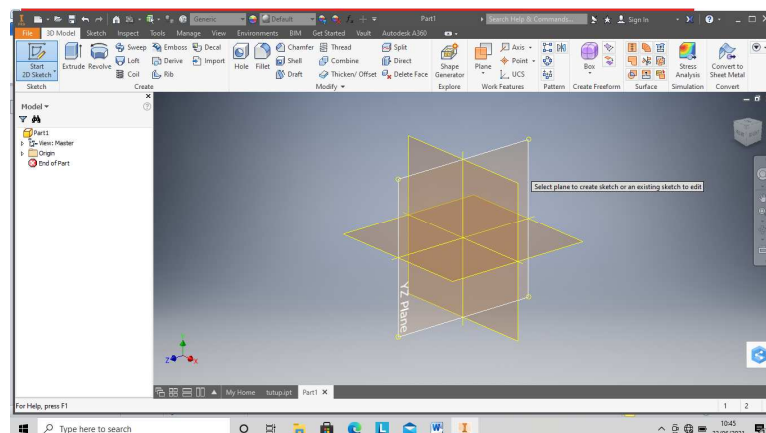 Generic
Default
Part1
Search Help & Commands...
Sign In
File 3D Model Sketch Inspect Tools Manage View Environments BIM Get Started Vault Autodesk A360
Start 2D Sketch
Extrude
Revolve
Sweep
Loft
Coil
Emboss
Derive
Rib
Decal
Import
Hole
Fillet
Chamfer
Shell
Draft
Thread
Combine
Thicken/ Offset
Split
Direct
Delete Face
Shape Generator
Plane
Axis
Point
UCS
Box
Stress Analysis
Convert to Sheet Metal
Sketch
Create
Modify
Explore
Work Features
Pattern
Create Freeform
Surface
Simulation
Convert
Model
Part1
View: Master
Origin
End of Part
Select plane to create sketch or an existing sketch to edit
YZ Plane
Z
X
My Home tutup.ipt Part1
For Help, press F1
1 2
Type here to search
10:45